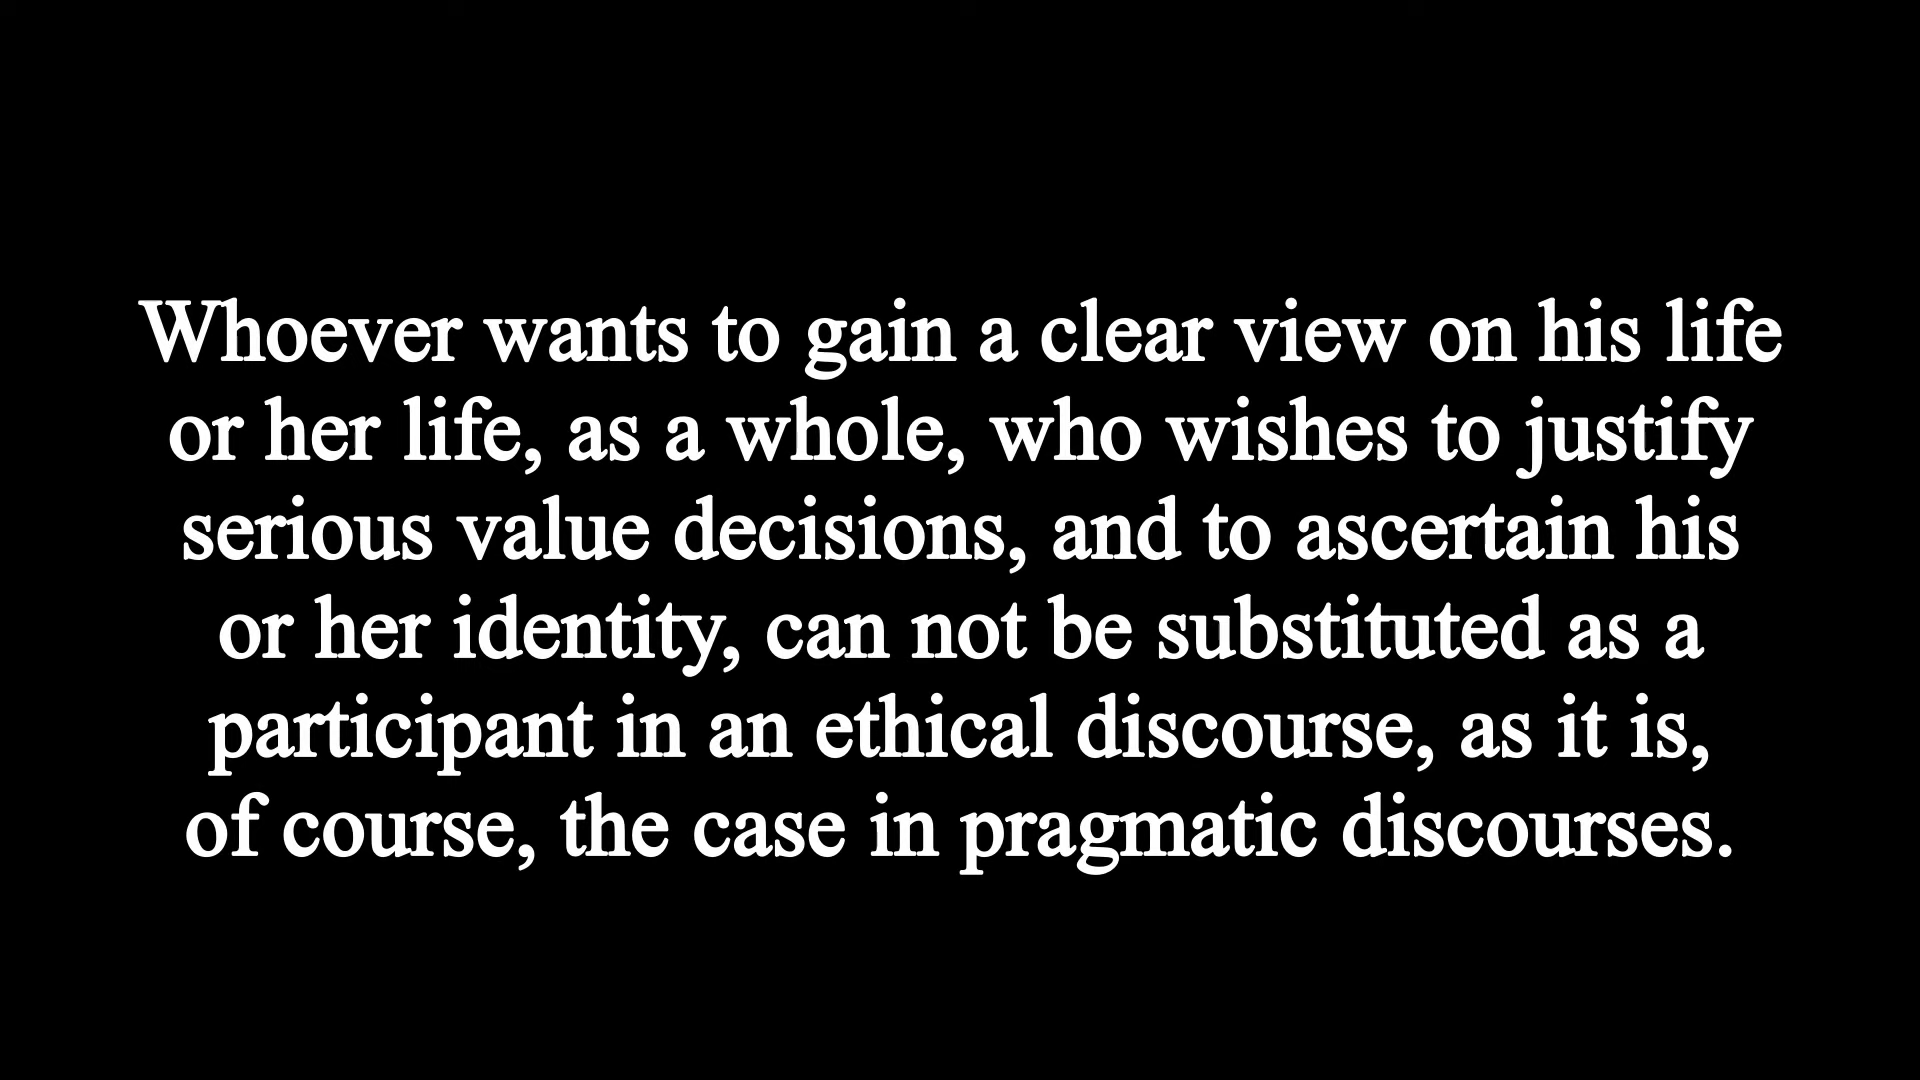 Whoever wants to gain a clear view on his life
or her life, as a whole, who wishes to justify
serious value decisions, and to ascertain his
or her identity, can not be substituted as a
participant in an ethical discourse, as it is,
of course, the case in pragmatic discourses.